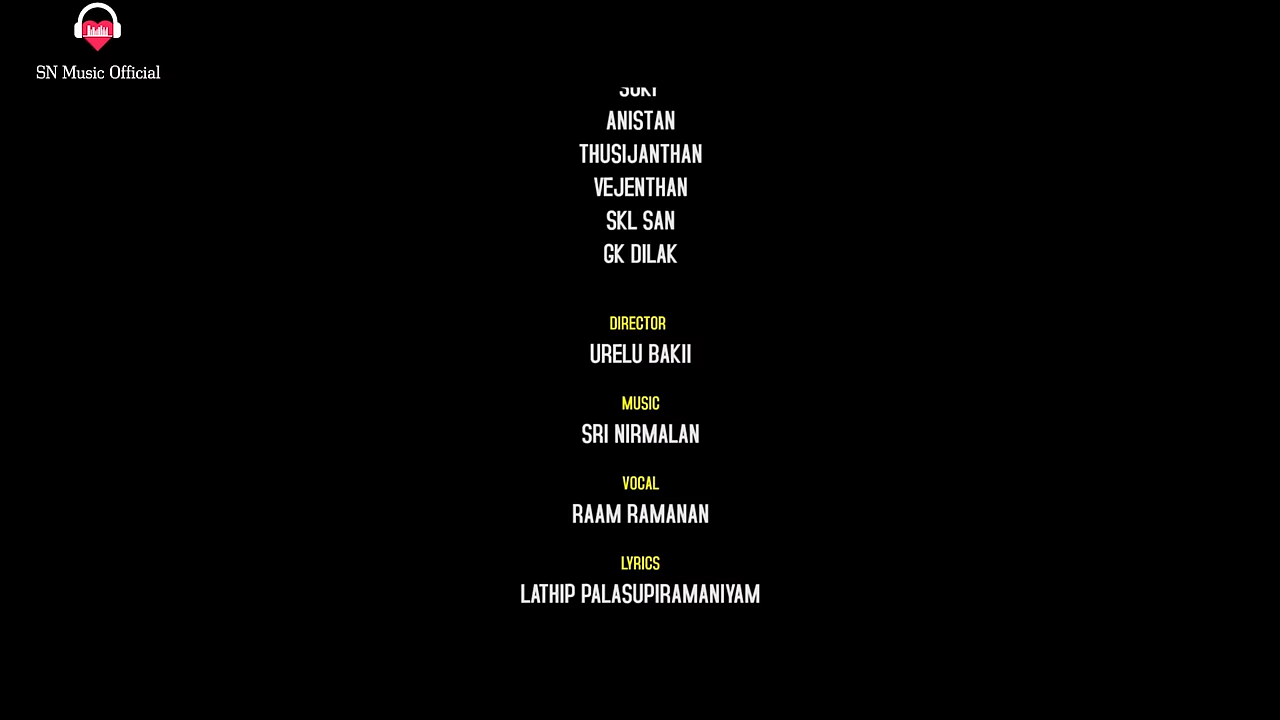 SN Music Official
ANISTAN
THUSIJANTHAN
VEJENTHAN
SKL SAN
GK DILAK
DIRECTOR
URELU BAKII
MUSIC
SRI NIRMALAN
VOCAL
RAAM RAMANAN
LYRICS
LATHIP PALASUPIRAMANIYAM